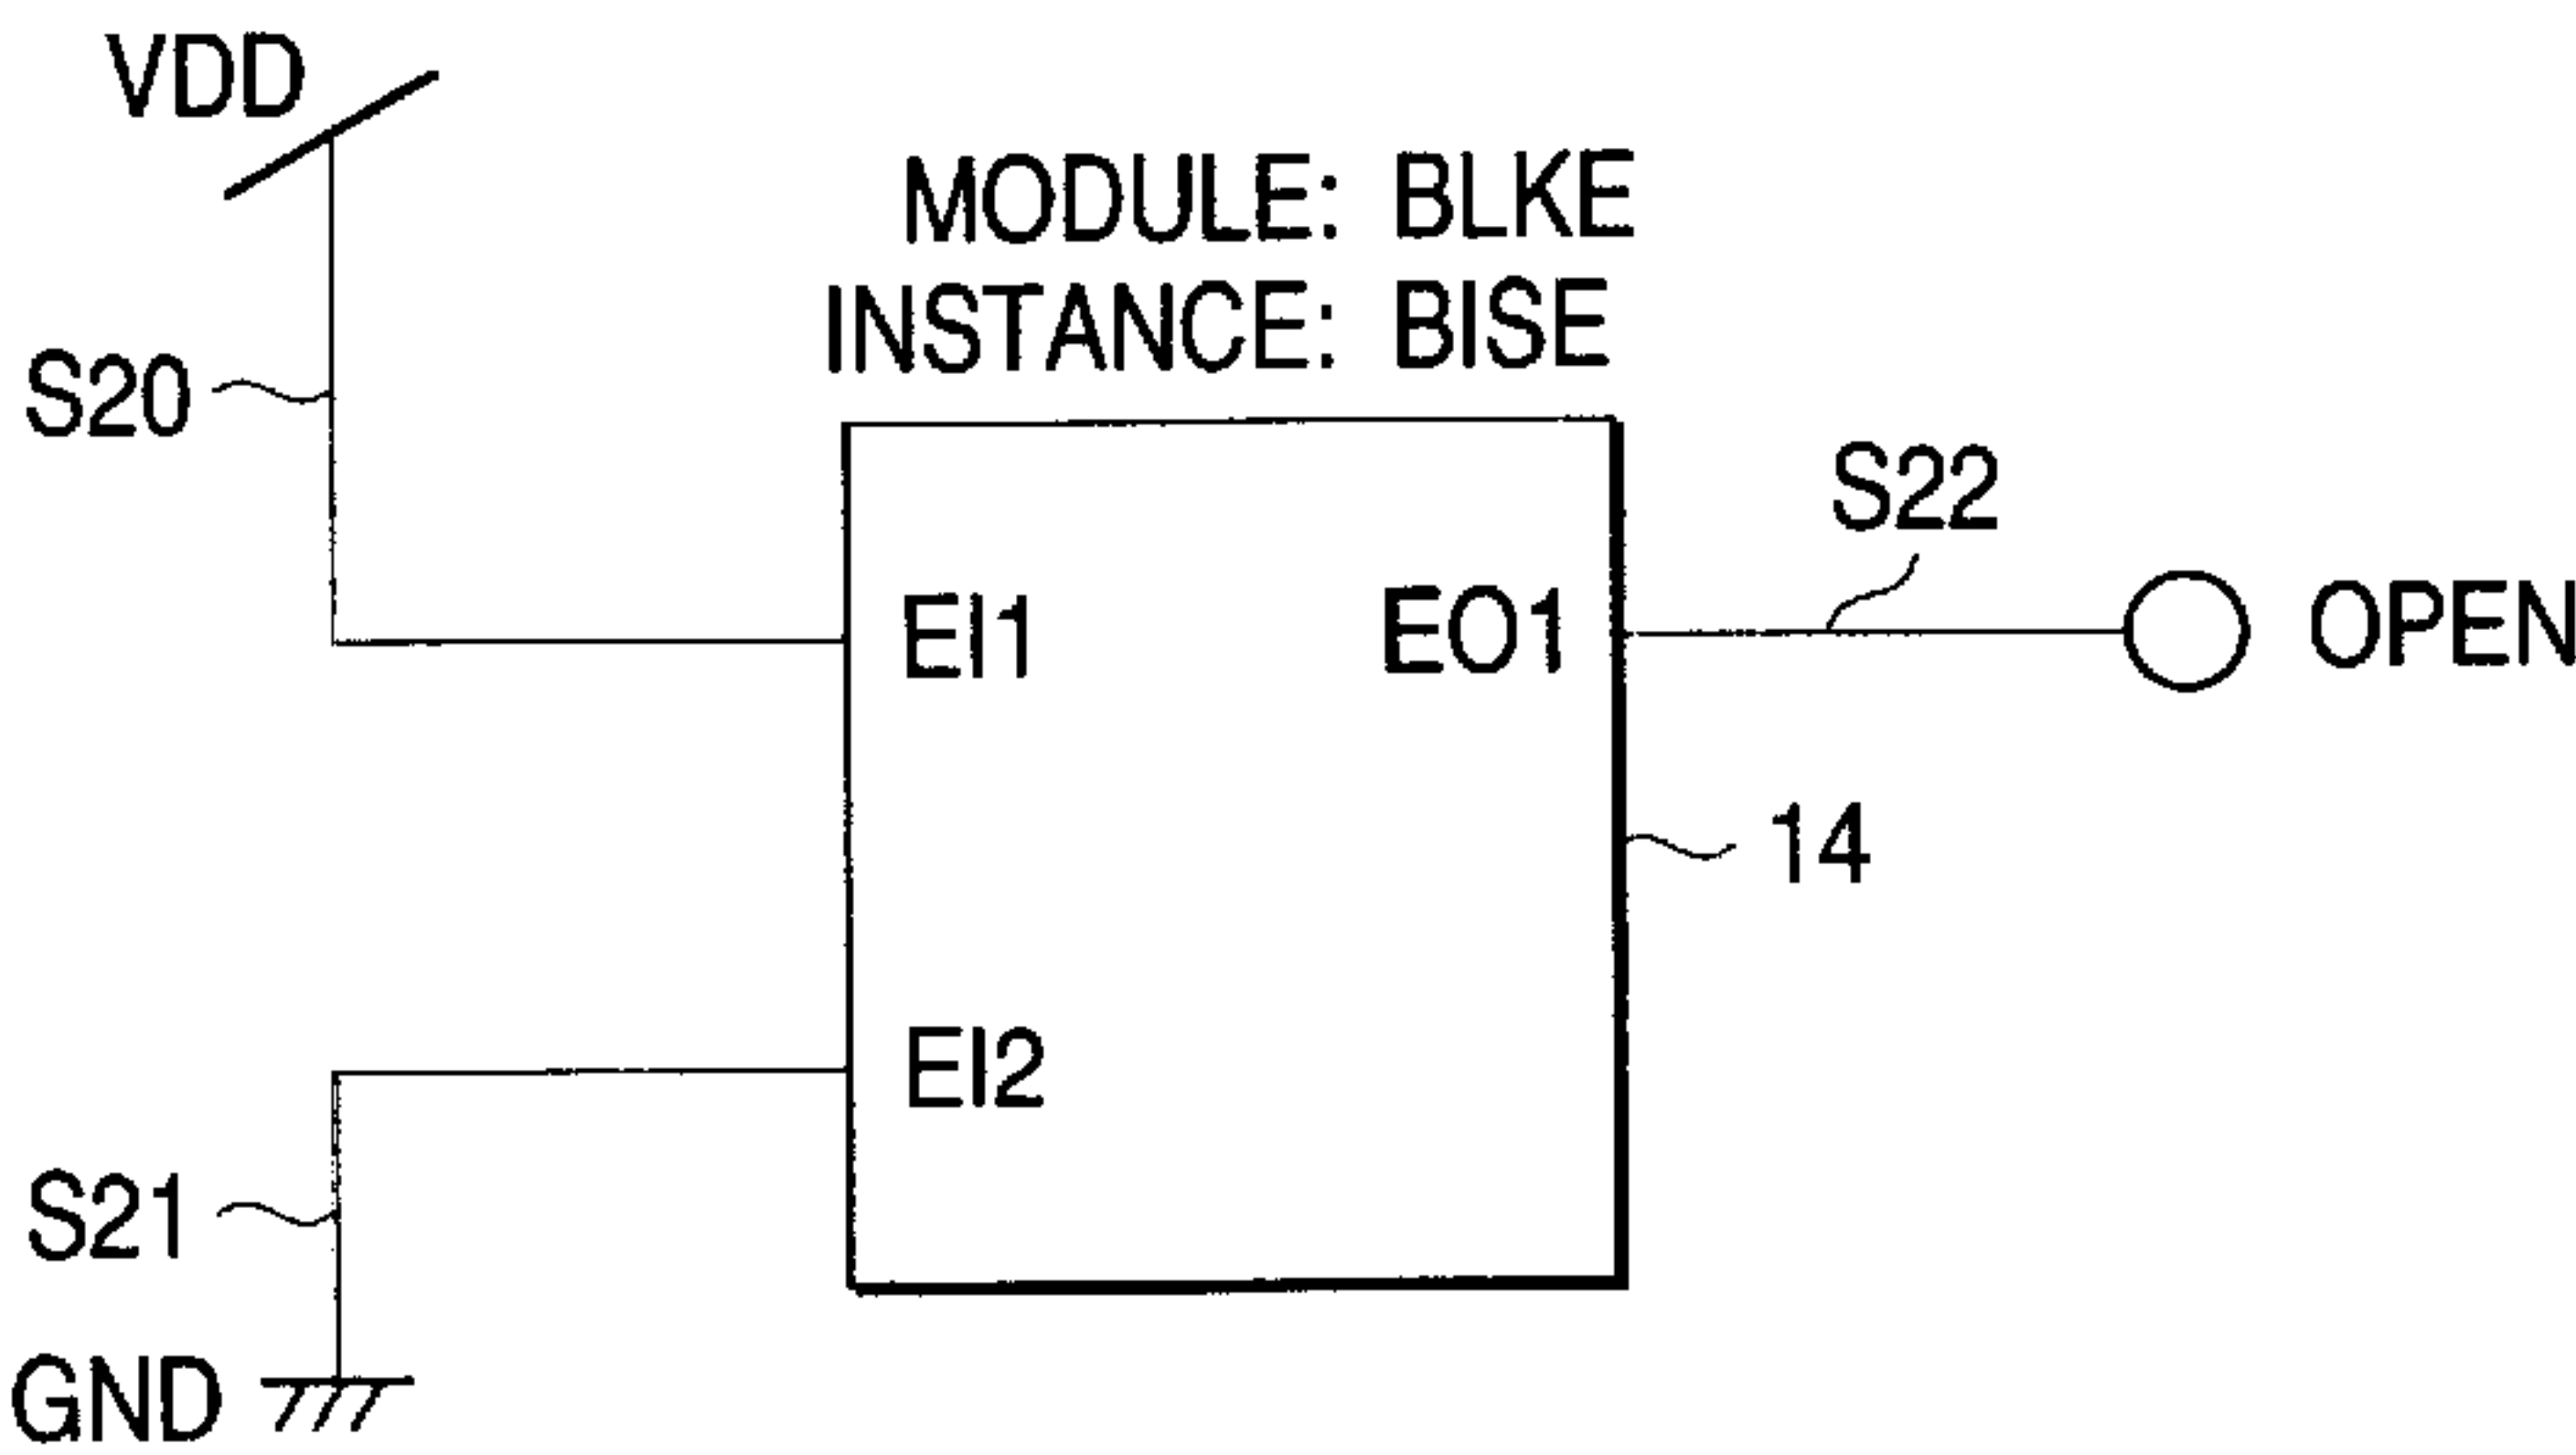 VDD
MODULE: BLKE
INSTANCE: BISE
S20
S22
EI1
EO1
OPEN
14
EI2
S21
GND